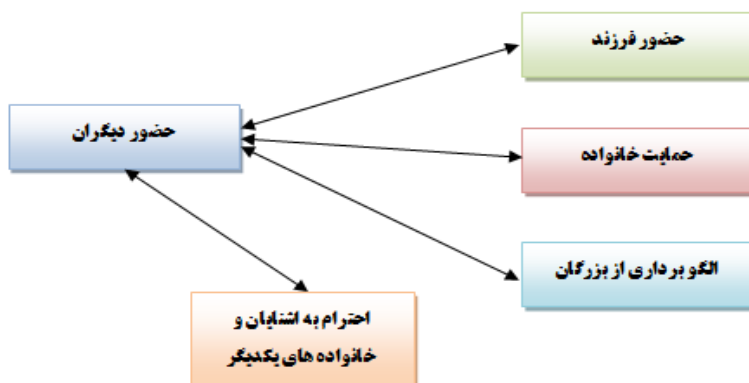 حضور فرزند
حضور دیگران
حمایت خانواده
الگو برداری از بزرگان
احترام به اشنایان و
خانواده های یکدیگر